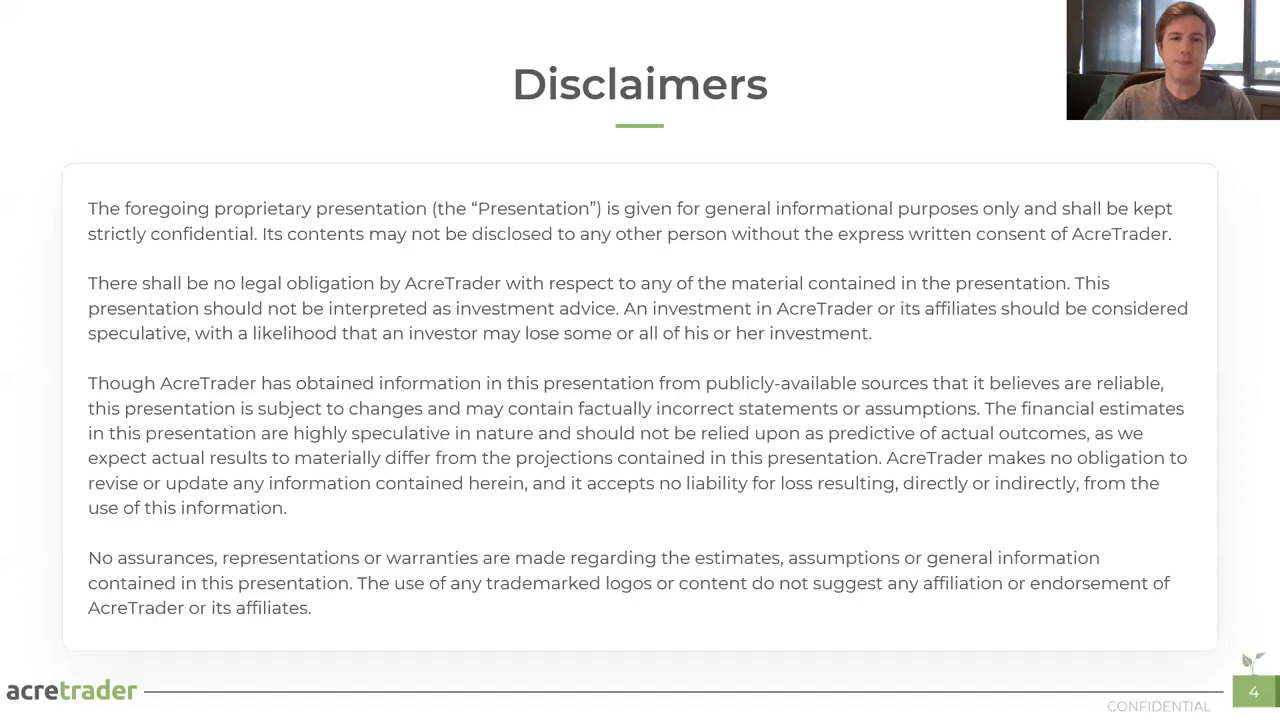 Disclaimers
The foregoing proprietary presentation (the “Presentation”) is given for general informational purposes only and shall be kept
strictly confidential. Its contents may not be disclosed to any other person without the express written consent of AcreTrader.
There shall be no legal obligation by AcreTrader with respect to any of the material contained in the presentation. This
presentation should not be interpreted as investment advice. An investment in AcreTrader or its affiliates should be considered
speculative, with a likelihood that an investor may lose some or all of his or her investment.
Though AcreTrader has obtained information in this presentation from publicly-available sources that it believes are reliable,
this presentation is subject to changes and may contain factually incorrect statements or assumptions. The financial estimates
in this presentation are highly speculative in nature and should not be relied upon as predictive of actual outcomes, as we
expect actual results to materially differ from the projections contained in this presentation. AcreTrader makes no obligation to
revise or update any information contained herein, and it accepts no liability for loss resulting, directly or indirectly, from the
use of this information.
No assurances, representations or warranties are made regarding the estimates, assumptions or general information
contained in this presentation. The use of any trademarked logos or content do not suggest any affiliation or endorsement of
AcreTrader or its affiliates.
acretrader
4
CONFIDENTIAL